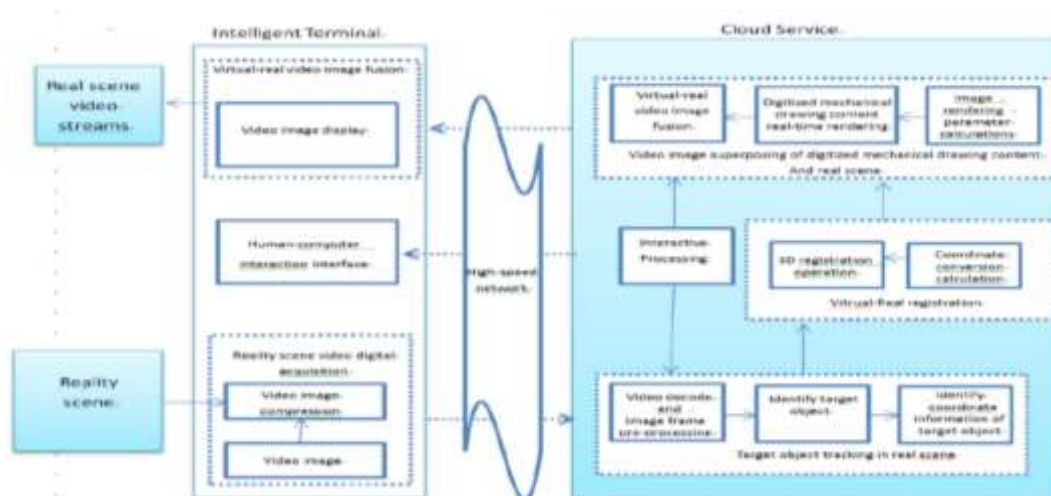 Intelligent Terminal.
Cloud Service.
Real scene
video
streams.
Virtual-real video image fusion.
Video image display.
Virtual-real
video image
fusion.
Digitized mechanical
drawing content
real-time rendering.
Image
rendering
parameter
calculations.
Video image superposing of digitized mechanical drawing content.
And real scene.
Human-computer
interaction interface.
High-speed
network.
Interactive
Processing.
3D registration
operation.
Coordinate
conversion
calculation.
Virtual-Real registration.
Reality
scene.
Reality scene video digital
acquisition.
Video image
compression.
Video image.
Video decode
and
Image frame
pre-processing.
Identify target
object.
Identify
coordinate
information of
target object.
Target object tracking in real scene